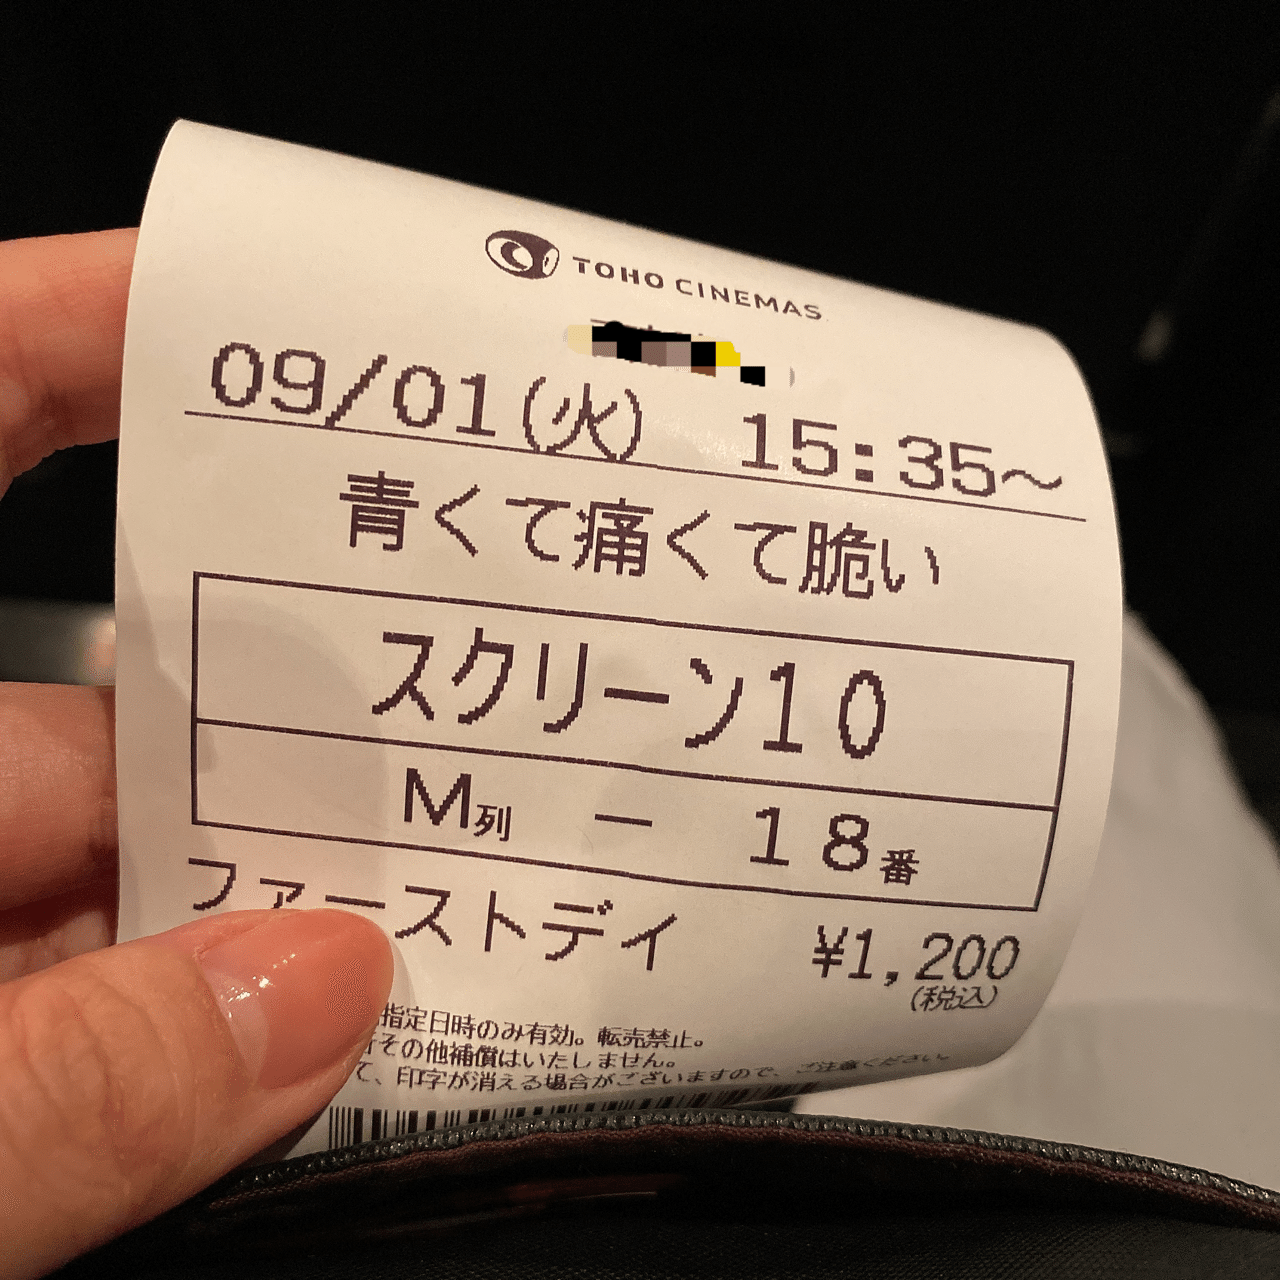 TOHO CINEMAS
09/01(火) 15:35～
青くて痛くて脆い
スクリーン10
M列 － 18番
ファーストデイ ¥1,200
(税込)
指定日時のみ有効。転売禁止。
その他補償はいたしません。
て、印字が消える場合がございますので、ご注意ください。